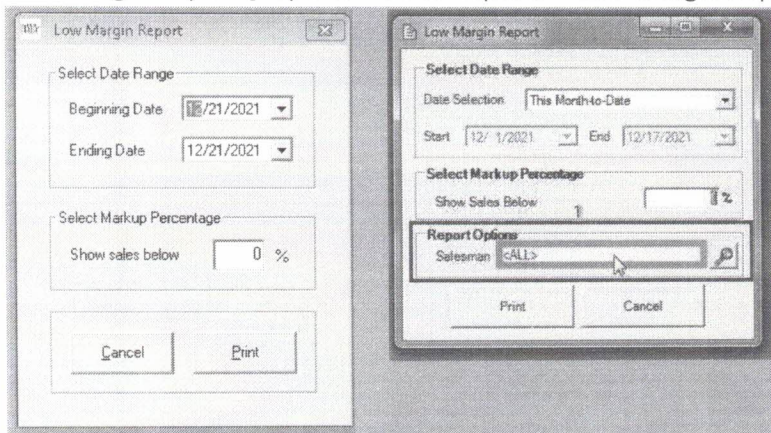 Low Margin Report
Select Date Range
Beginning Date /21/2021
Ending Date 12/21/2021
Select Markup Percentage
Show sales below 0 %
Cancel Print
Low Margin Report
Select Date Range
Date Selection This Month-to-Date
Start 12/ 1/2021 End 12/17/2021
Select Markup Percentage
Show Sales Below %
Report Options
Salesman <ALL>
Print Cancel